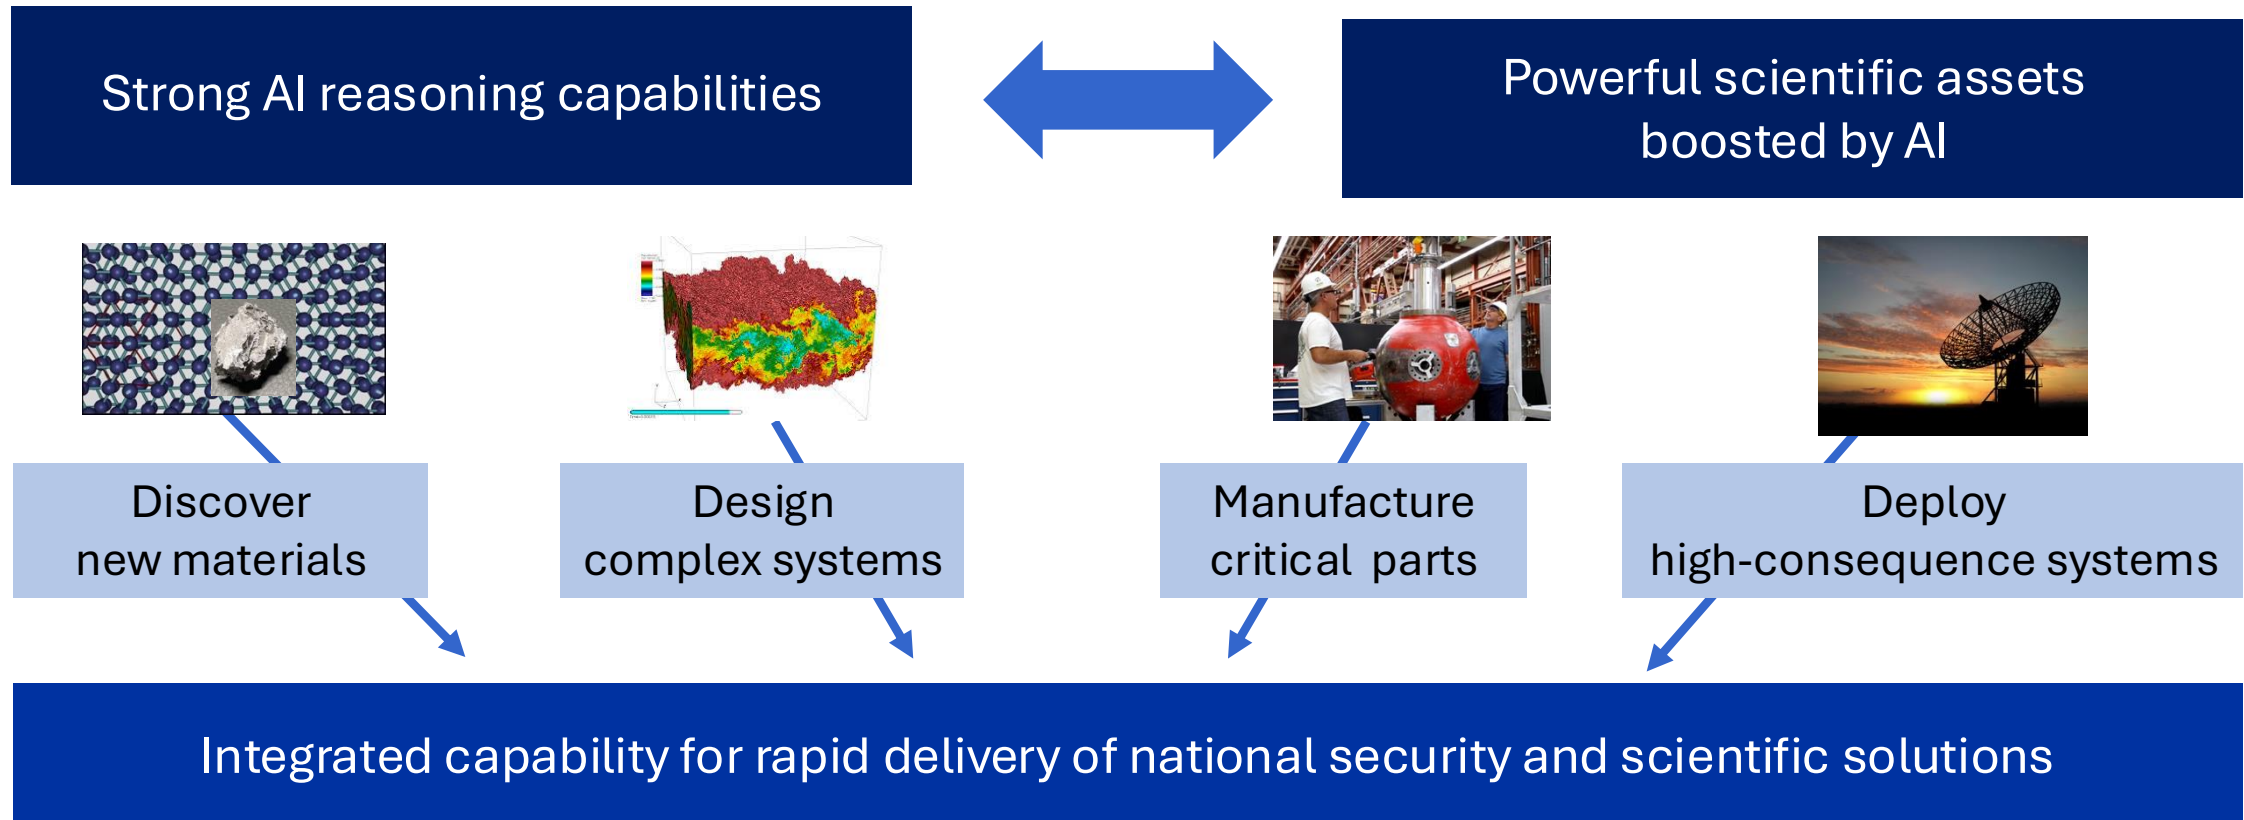 Strong AI reasoning capabilities
Powerful scientific assets
boosted by AI
Discover
new materials
Design
complex systems
Manufacture
critical parts
Deploy
high-consequence systems
Integrated capability for rapid delivery of national security and scientific solutions